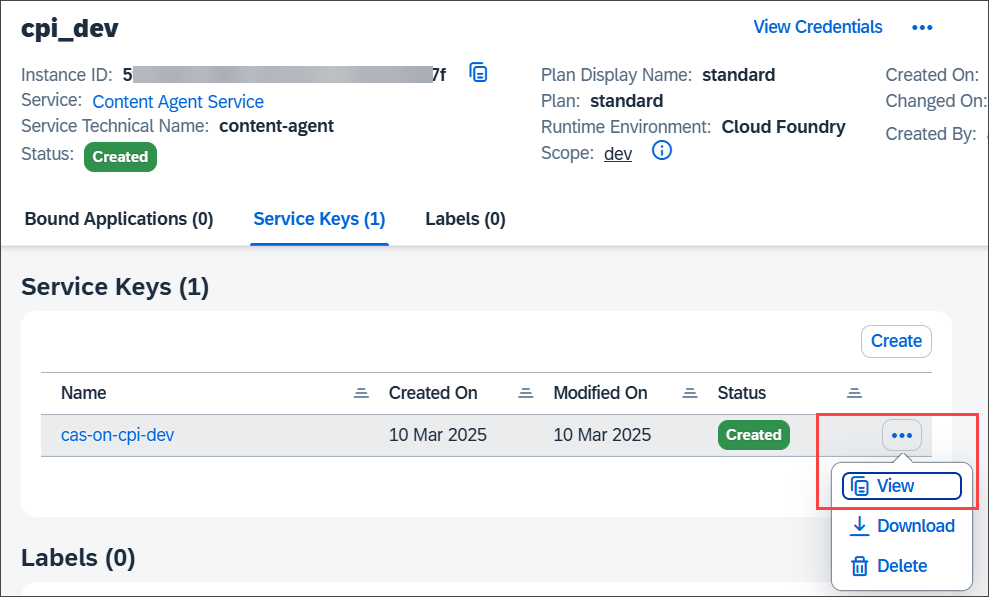 cpi_dev
View Credentials
Instance ID: 5 7f
Plan Display Name: standard
Created On:
Service: Content Agent Service
Plan: standard
Changed On:
Service Technical Name: content-agent
Runtime Environment: Cloud Foundry
Created By:
Status: Created
Scope: dev
Bound Applications (0) Service Keys (1) Labels (0)
Service Keys (1)
Create
Name Created On Modified On Status
cas-on-cpi-dev 10 Mar 2025 10 Mar 2025 Created
View
Download
Delete
Labels (0)